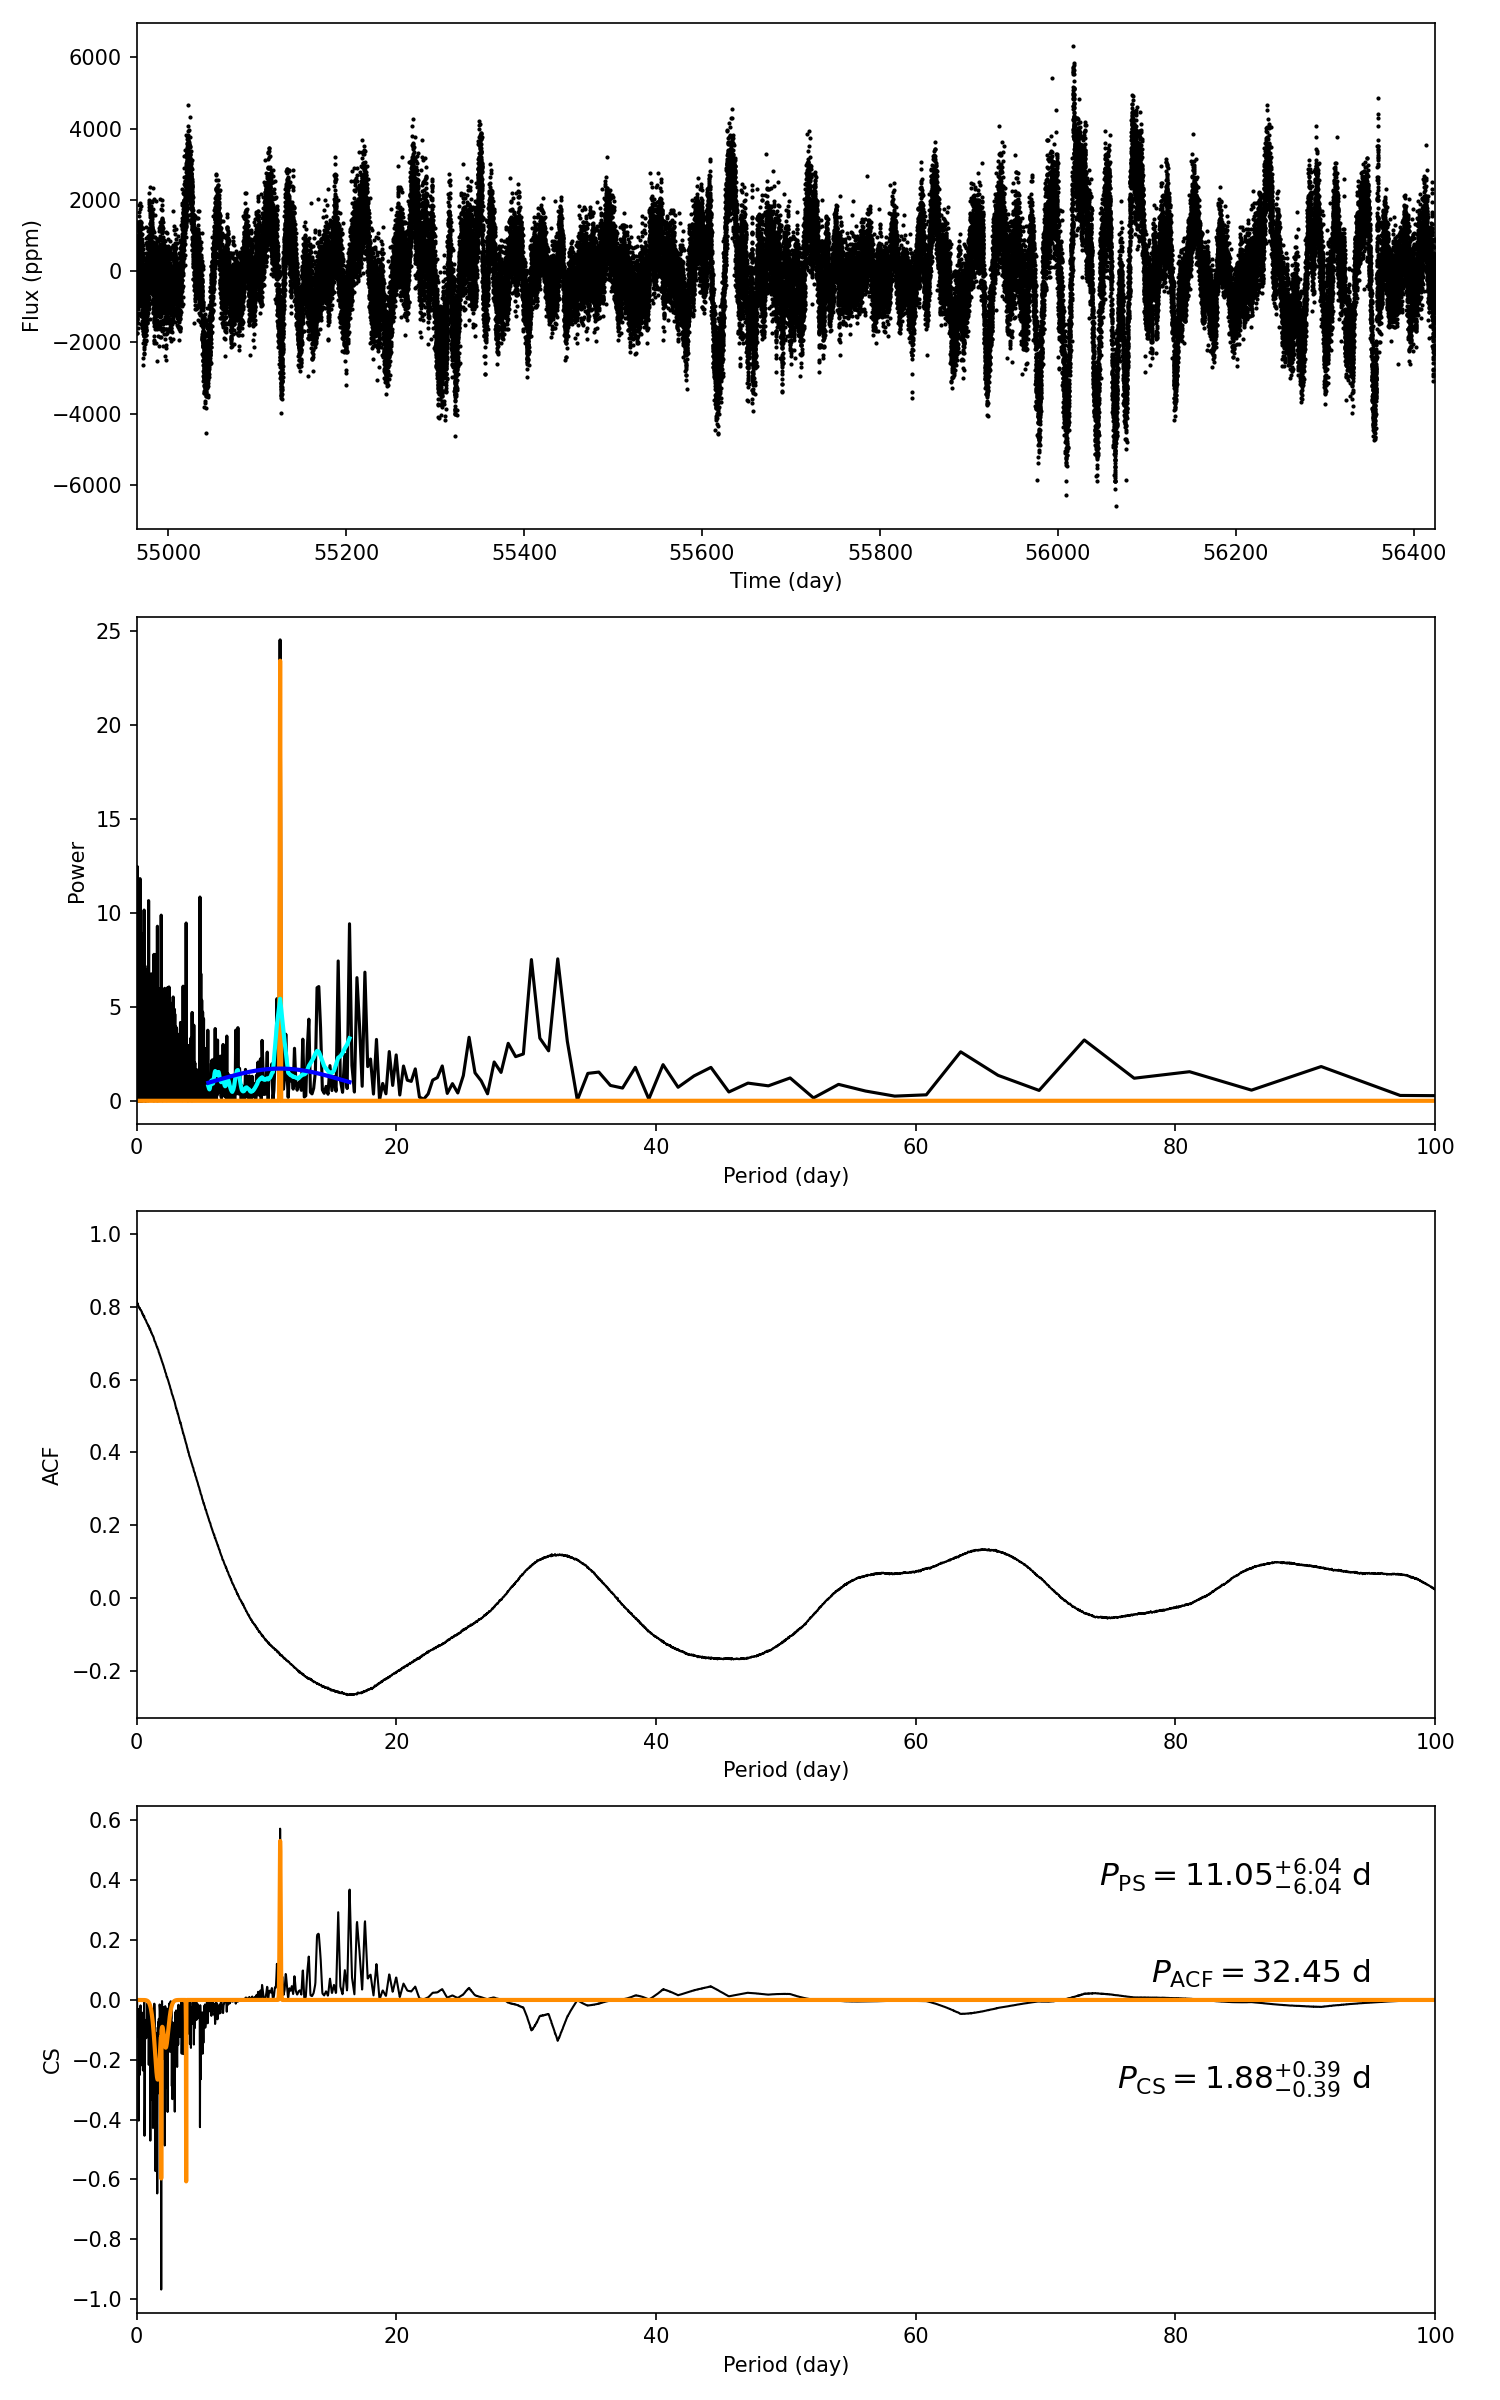 6000
4000
2000
0
−2000
−4000
−6000
Flux (ppm)
55000 55200 55400 55600 55800 56000 56200 56400
Time (day)
25
20
15
10
5
0
Power
0 20 40 60 80 100
Period (day)
1.0
0.8
0.6
0.4
0.2
0.0
−0.2
ACF
0 20 40 60 80 100
Period (day)
0.6
0.4
0.2
0.0
−0.2
−0.4
−0.6
−0.8
−1.0
CS
P_PS = 11.05 +6.04 −6.04 d
P_ACF = 32.45 d
P_CS = 1.88 +0.39 −0.39 d
0 20 40 60 80 100
Period (day)